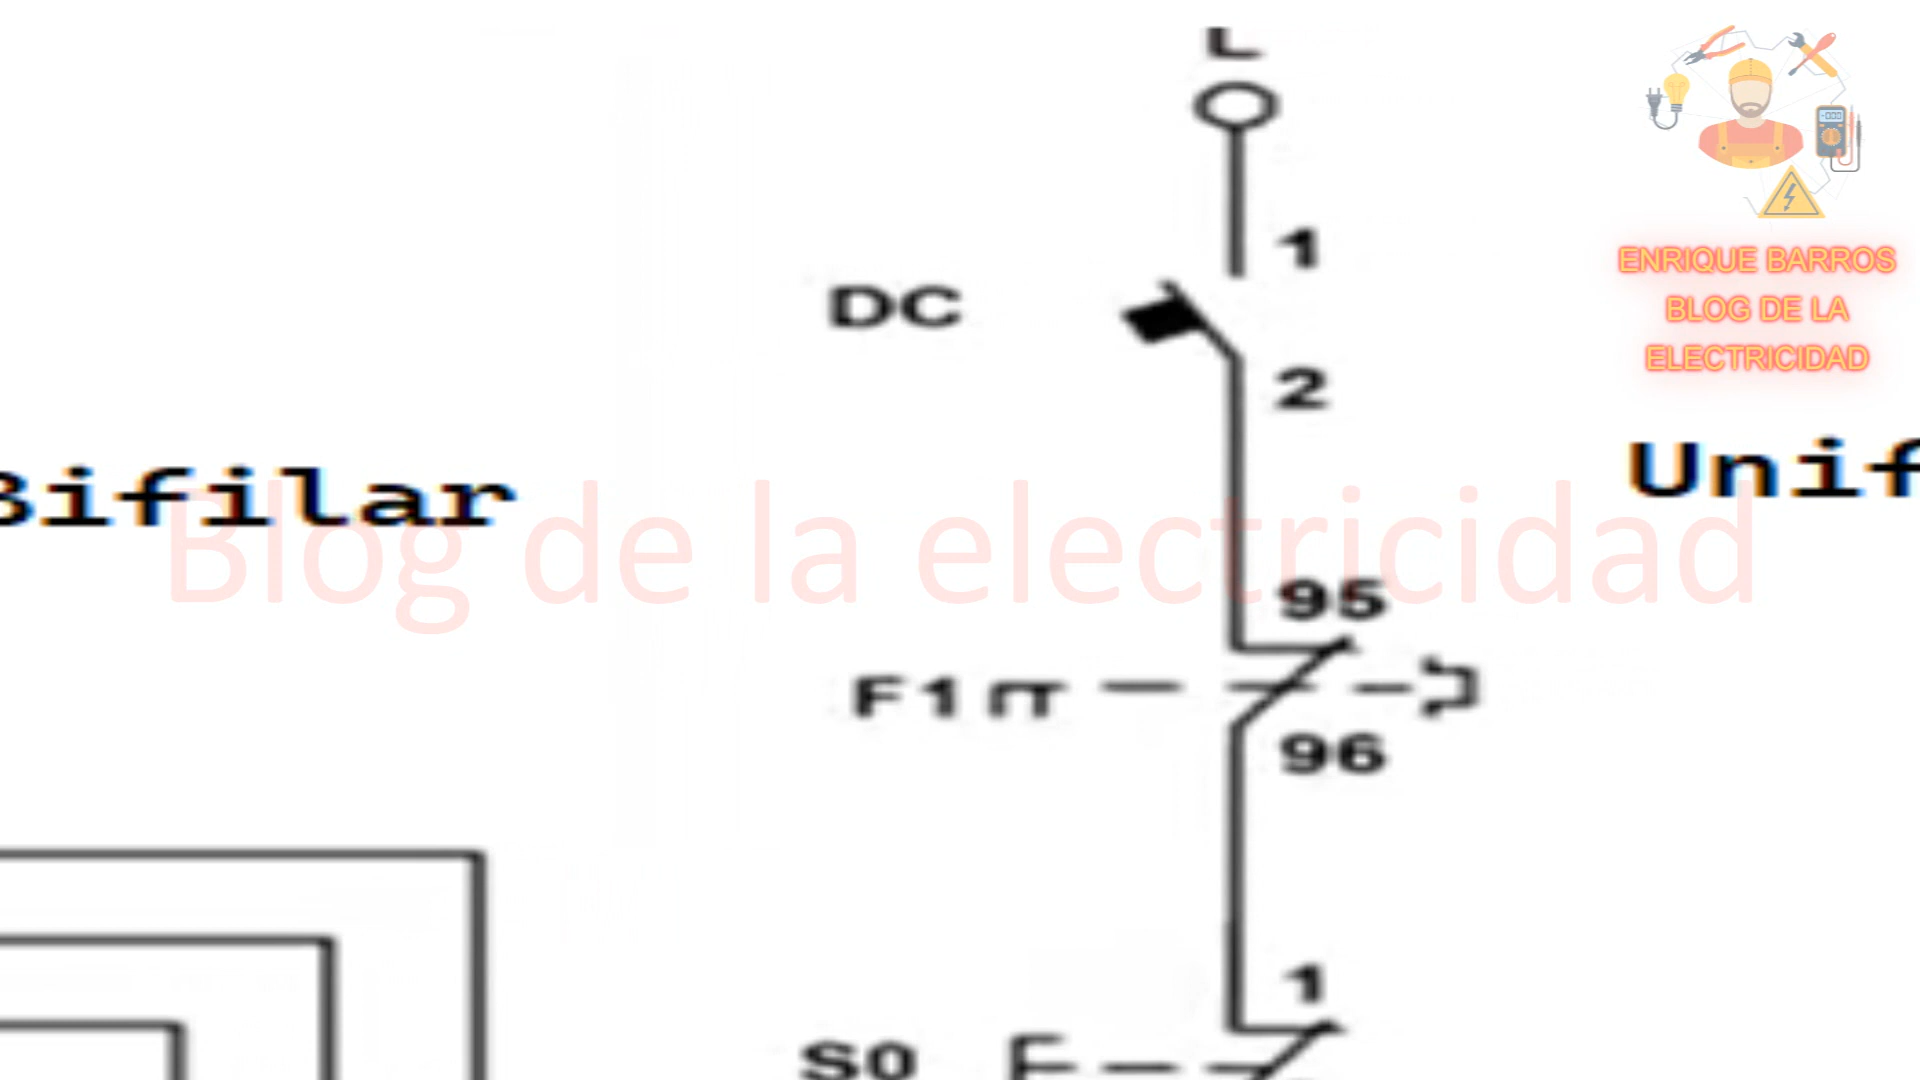 L
1
DC
2
ENRIQUE BARROS
BLOG DE LA
ELECTRICIDAD
Bifilar
Unif
Blog de la electricidad
95
F1
96
1
S0